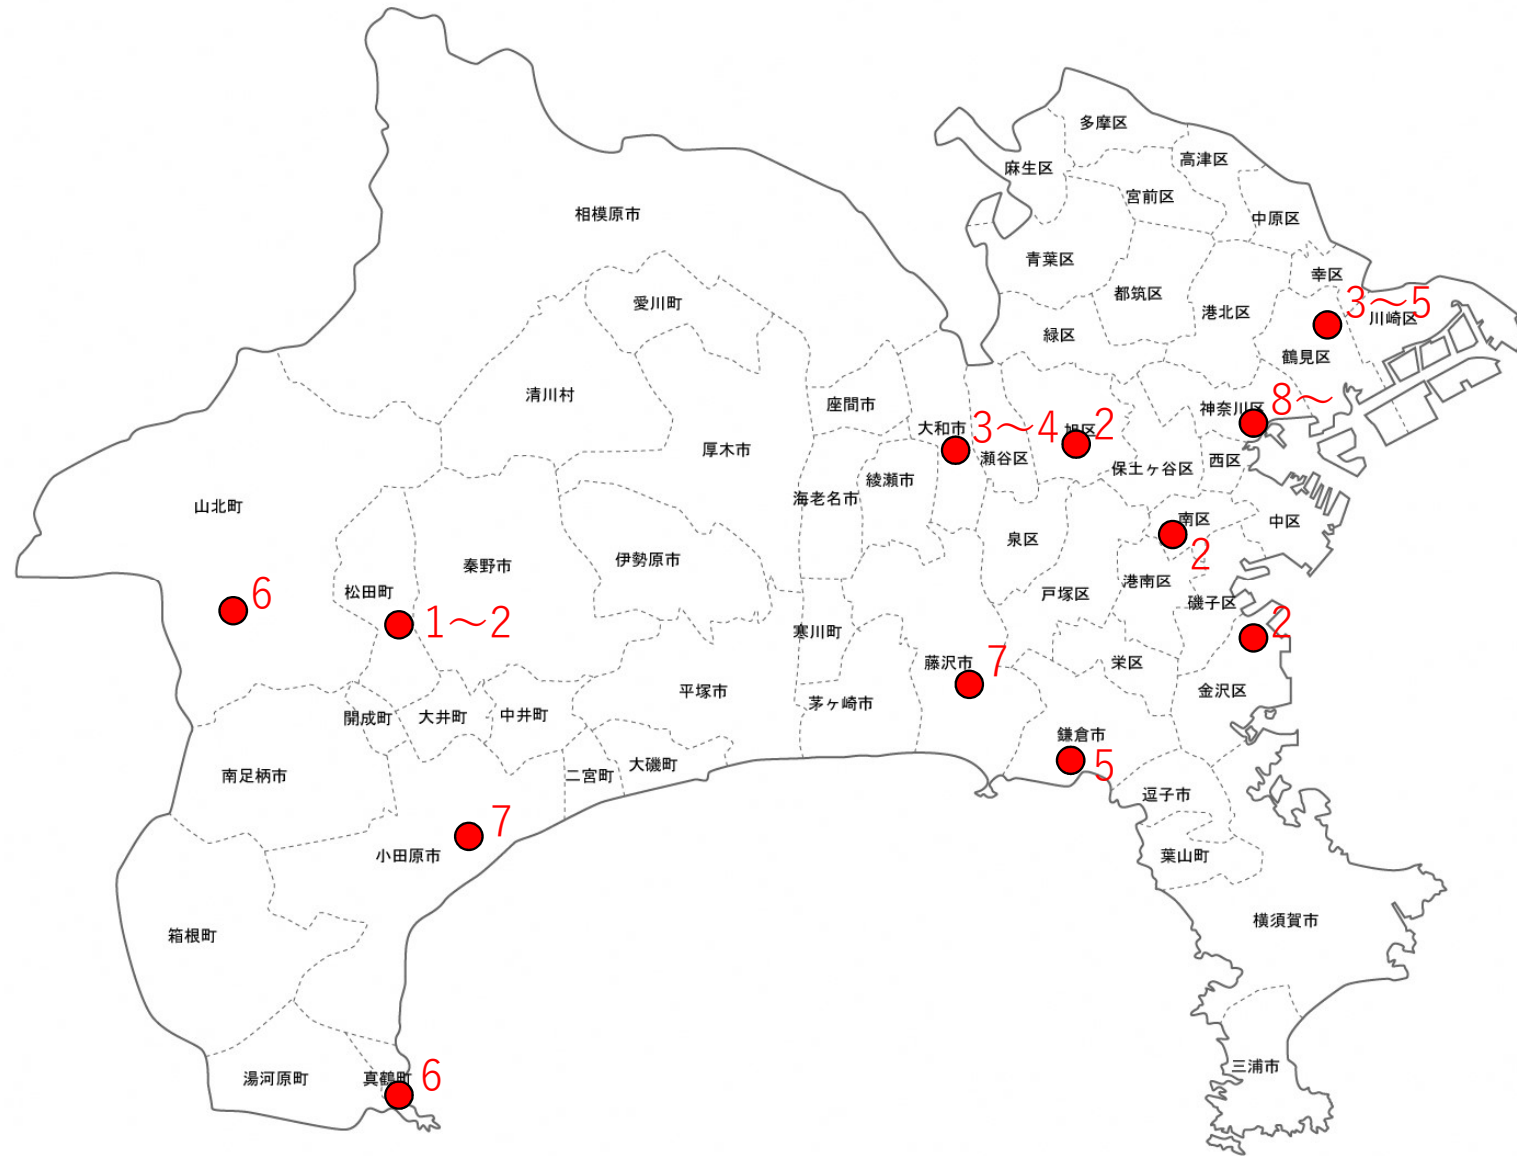 多摩区
高津区
麻生区
宮前区
中原区
相模原市
青葉区
幸区
都筑区
愛川町
3～5
港北区
川崎区
緑区
鶴見区
清川村
座間市
神奈川区
8～
大和市
3～4
旭区
2
厚木市
瀬谷区
保土ヶ谷区
西区
綾瀬市
海老名市
山北町
南区
中区
2
泉区
伊勢原市
秦野市
港南区
松田町
戸塚区
磯子区
6
1～2
寒川町
2
藤沢市
7
栄区
平塚市
金沢区
茅ヶ崎市
開成町
大井町
中井町
鎌倉市
5
南足柄市
二宮町
大磯町
逗子市
7
小田原市
葉山町
箱根町
横須賀市
三浦市
湯河原町
真鶴町
6